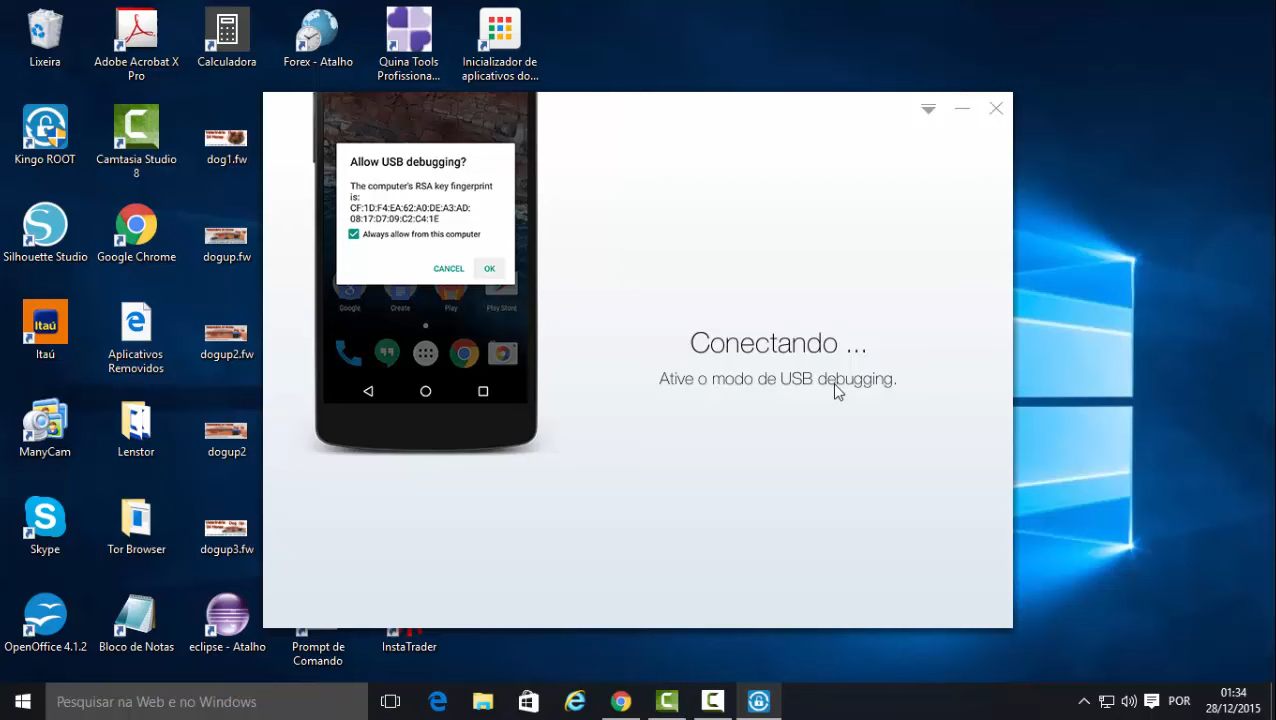 Lixeira
Adobe Acrobat X
Pro
Calculadora
Forex - Atalho
Quina Tools
Profissiona...
Inicializador de
aplicativos do...
Kingo ROOT
Camtasia Studio
8
dog1.fw
Silhouette Studio
Google Chrome
dogup.fw
Itaú
Itaú
Aplicativos
Removidos
dogup2.fw
ManyCam
Lenstor
dogup2
Skype
Tor Browser
dogup3.fw
OpenOffice 4.1.2
Bloco de Notas
eclipse - Atalho
Prompt de
Comando
InstaTrader
Allow USB debugging?
The computer's RSA key fingerprint
is:
CF:1D:F4:EA:62:A0:DE:A3:AD:
08:17:D7:09:C2:C4:1E
Always allow from this computer
CANCEL OK
Google Create Play Play Store
Conectando ...
Ative o modo de USB debugging.
Pesquisar na Web e no Windows
POR
01:34
28/12/2015